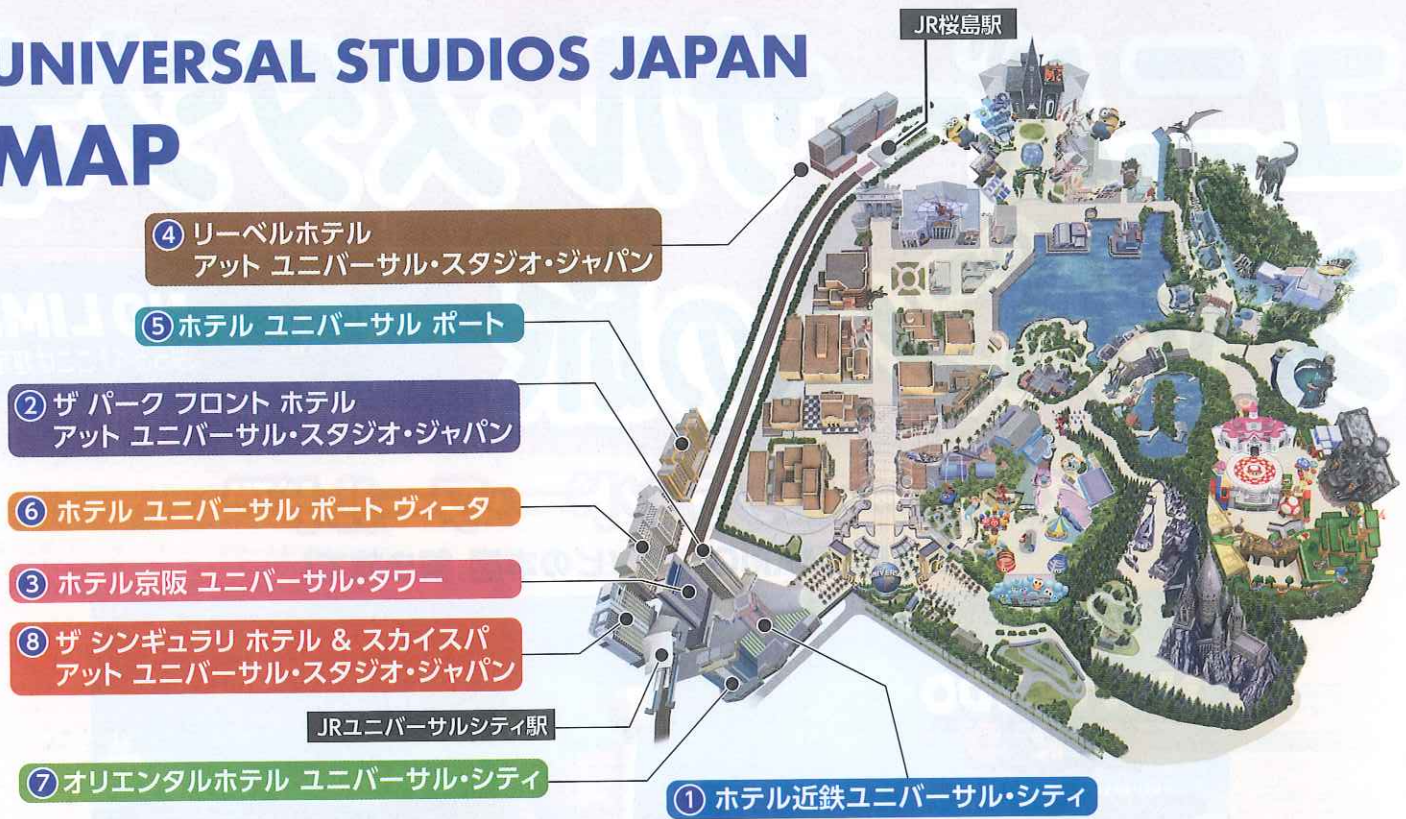 UNIVERSAL STUDIOS JAPAN
MAP
JR桜島駅
④ リーベルホテル
アット ユニバーサル・スタジオ・ジャパン
⑤ ホテル ユニバーサル ポート
② ザ パーク フロント ホテル
アット ユニバーサル・スタジオ・ジャパン
⑥ ホテル ユニバーサル ポート ヴィータ
③ ホテル京阪 ユニバーサル・タワー
⑧ ザ シンギュラリ ホテル & スカイスパ
アット ユニバーサル・スタジオ・ジャパン
JRユニバーサルシティ駅
⑦ オリエンタルホテル ユニバーサル・シティ
① ホテル近鉄ユニバーサル・シティ